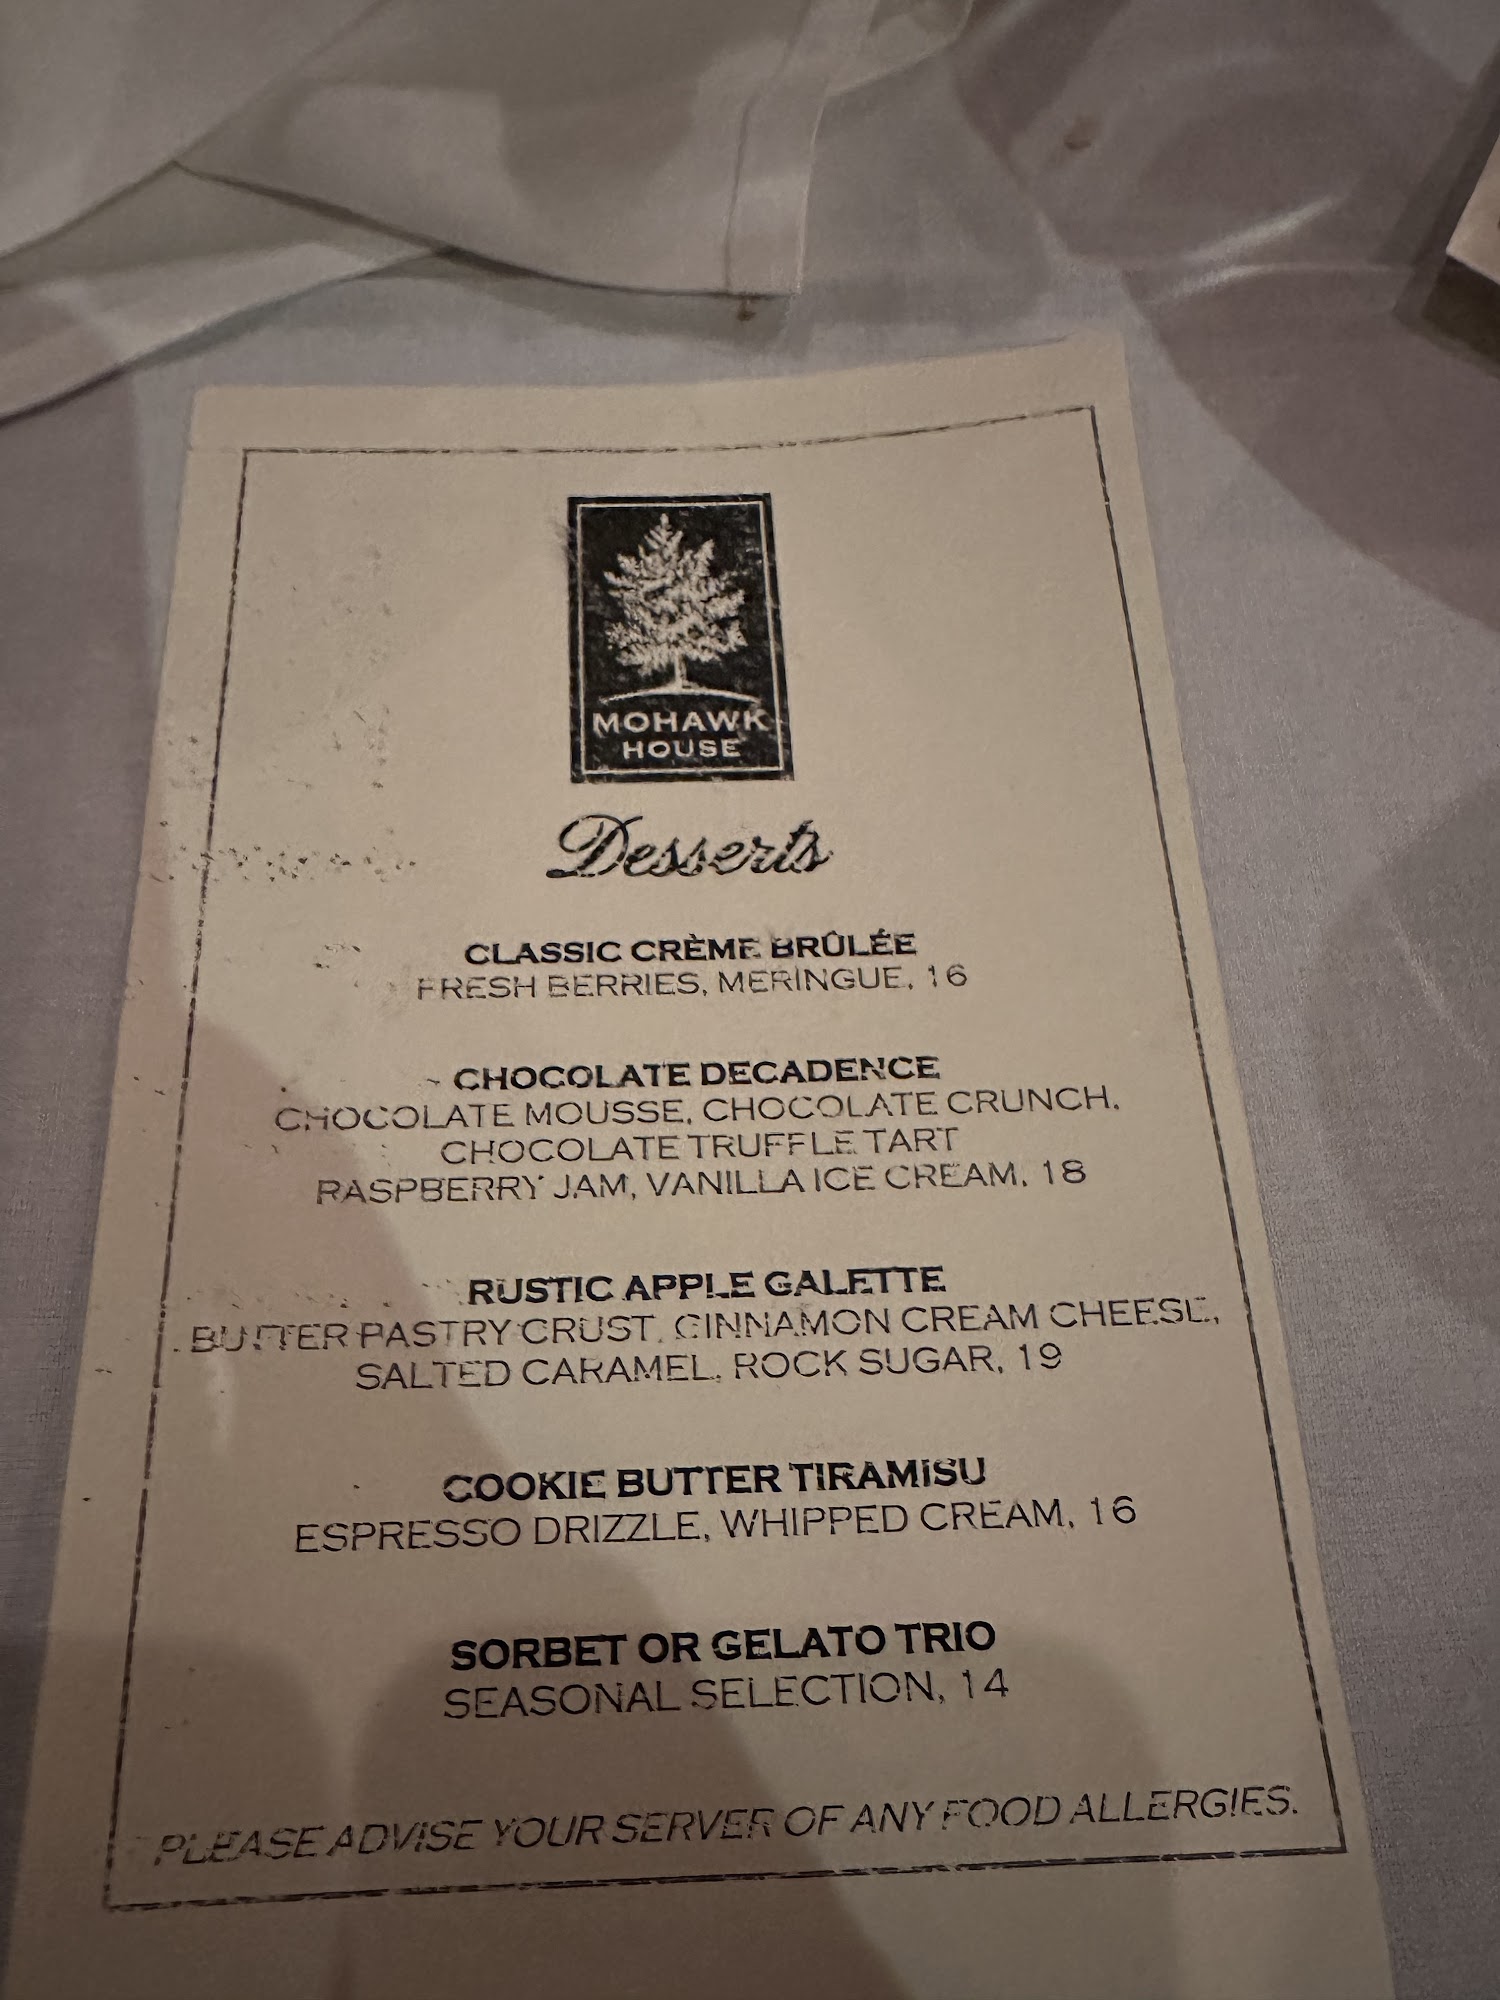 MOHAWK
HOUSE
Desserts
CLASSIC CRÈME BRÛLÉE
FRESH BERRIES, MERINGUE, 16
CHOCOLATE DECADENCE
CHOCOLATE MOUSSE, CHOCOLATE CRUNCH,
CHOCOLATE TRUFFLE TART
RASPBERRY JAM, VANILLA ICE CREAM, 18
RUSTIC APPLE GALETTE
BUTTER PASTRY CRUST, CINNAMON CREAM CHEESE,
SALTED CARAMEL, ROCK SUGAR, 19
COOKIE BUTTER TIRAMISU
ESPRESSO DRIZZLE, WHIPPED CREAM, 16
SORBET OR GELATO TRIO
SEASONAL SELECTION, 14
PLEASE ADVISE YOUR SERVER OF ANY FOOD ALLERGIES.